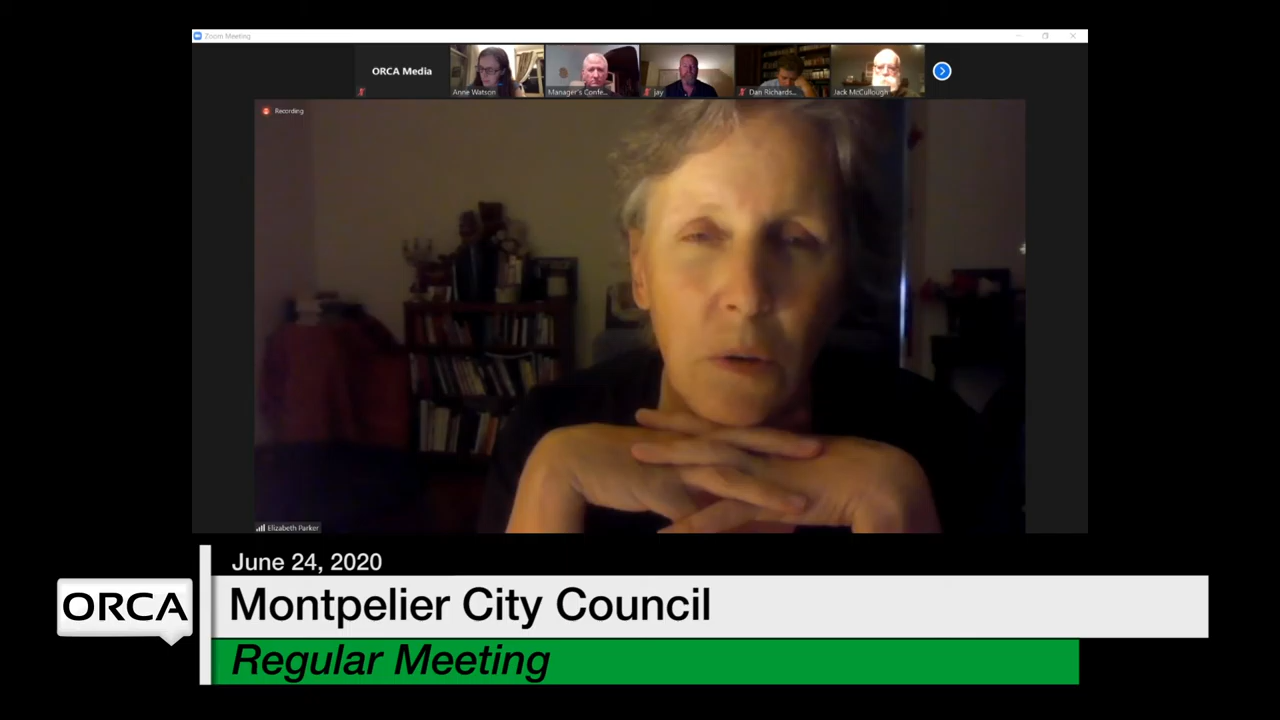 Zoom Meeting
ORCA Media
Anne Watson
Manager's Confe...
jay
Dan Richards...
Jack McCullough
Recording
Elizabeth Parker
June 24, 2020
ORCA
Montpelier City Council
Regular Meeting